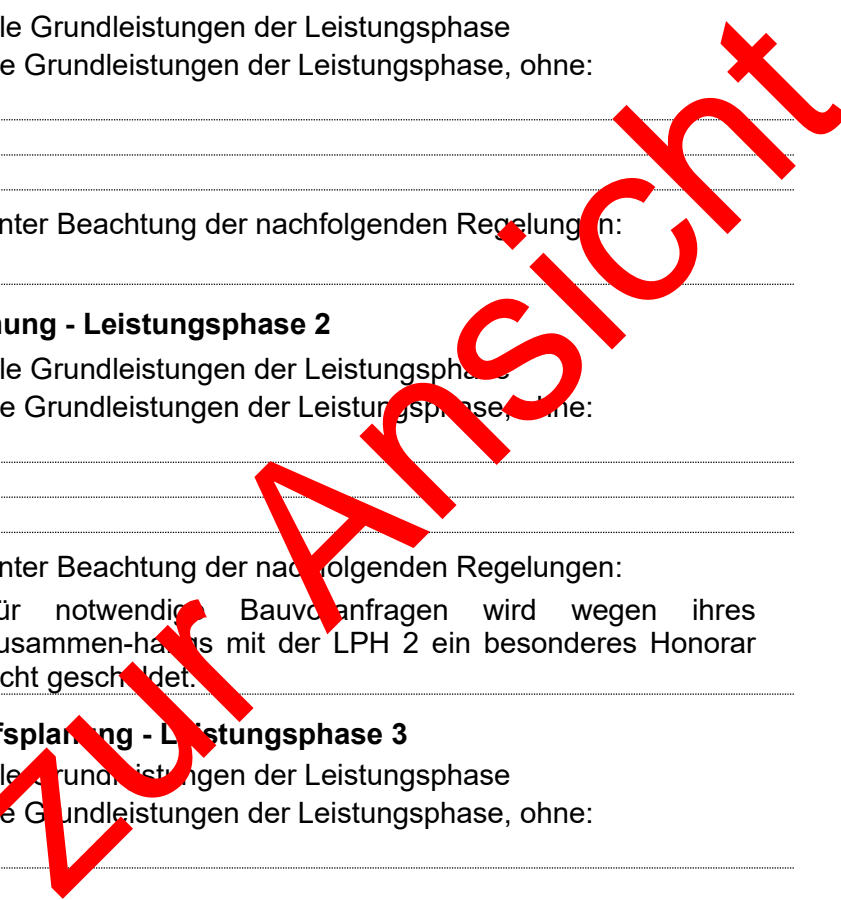 le Grundleistungen der Leistungsphase
e Grundleistungen der Leistungsphase, ohne:
nter Beachtung der nachfolgenden Regelungen:
ung - Leistungsphase 2
le Grundleistungen der Leistungsphase
e Grundleistungen der Leistungsphase, ohne:
nter Beachtung der nachfolgenden Regelungen:
ür notwendige Bauvoranfragen wird wegen ihres
usammen-hangs mit der LPH 2 ein besonderes Honorar
cht geschuldet.
fsplanung - Leistungsphase 3
le Grundleistungen der Leistungsphase
e Grundleistungen der Leistungsphase, ohne:
zur Ansicht